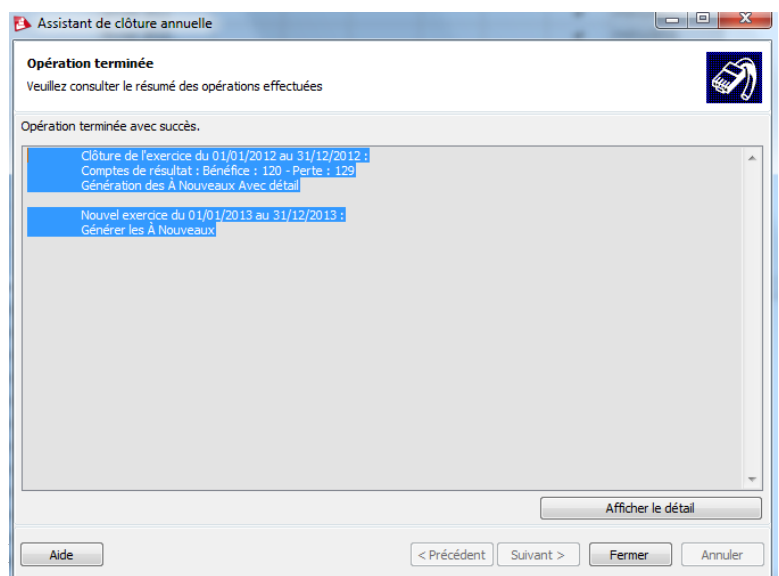 Assistant de clôture annuelle
Opération terminée
Veuillez consulter le résumé des opérations effectuées
Opération terminée avec succès.
Clôture de l'exercice du 01/01/2012 au 31/12/2012 :
Comptes de résultat : Bénéfice : 120 - Perte : 129
Génération des À Nouveaux Avec détail
Nouvel exercice du 01/01/2013 au 31/12/2013 :
Générer les À Nouveaux
Afficher le détail
Aide
< Précédent
Suivant >
Fermer
Annuler